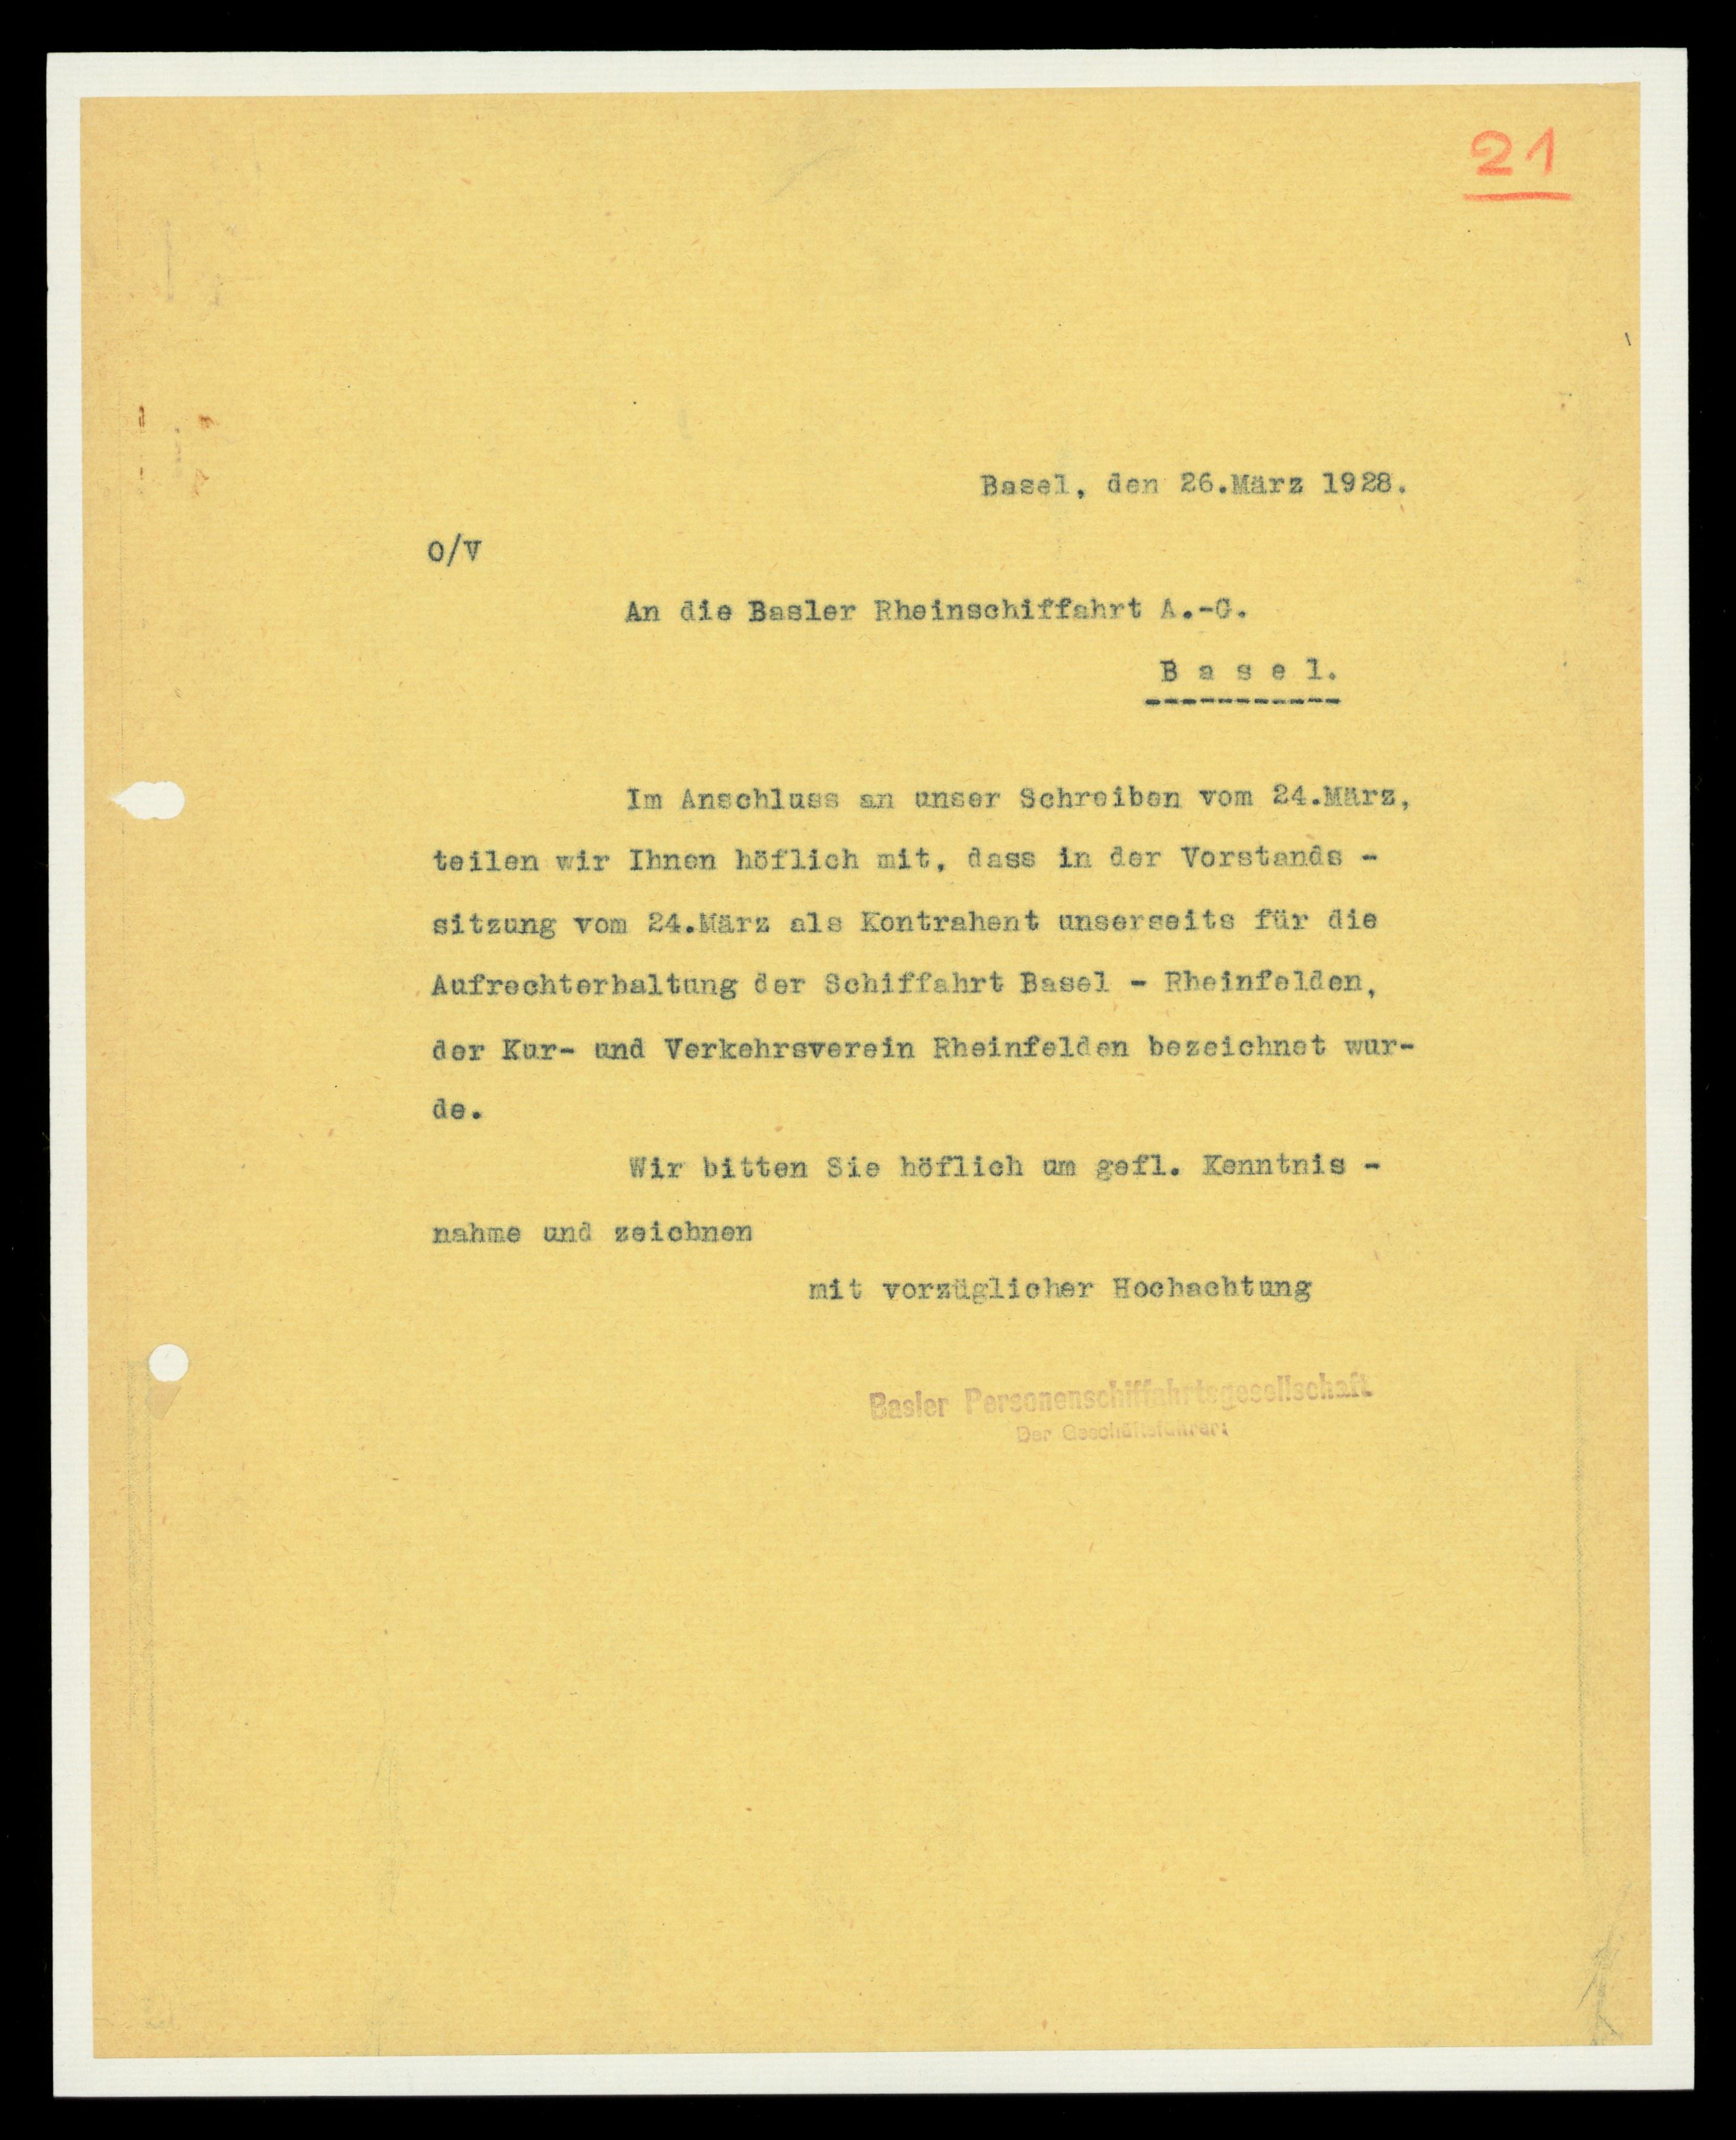 21
Basel, den 26.März 1928.
O/V
An die Basler Rheinschiffahrt A.-G.
B a s e l.
Im Anschluss an unser Schreiben vom 24.März,
teilen wir Ihnen höflich mit, dass in der Vorstands -
sitzung vom 24.März als Kontrahent unserseits für die
Aufrechterhaltung der Schiffahrt Basel - Rheinfelden,
der Kur- und Verkehrsverein Rheinfelden bezeichnet wur-
de.
Wir bitten Sie höflich um gefl. Kenntnis -
nahme und zeichnen
mit vorzüglicher Hochachtung
Basler Personenschiffahrtsgesellschaft
Der Geschäftsführer: